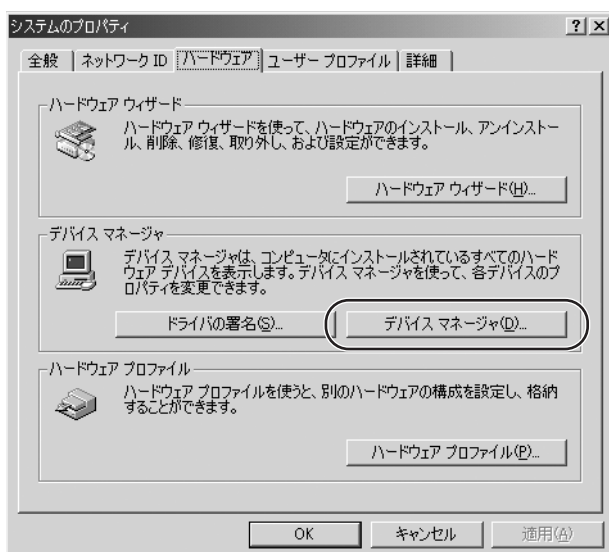 システムのプロパティ
全般 ネットワーク ID ハードウェア ユーザー プロファイル 詳細
ハードウェア ウィザード
ハードウェア ウィザードを使って、ハードウェアのインストール、アンインストー
ル、削除、修復、取り外し、および設定ができます。
ハードウェア ウィザード(H)...
デバイス マネージャ
デバイス マネージャは、コンピュータにインストールされているすべてのハード
ウェア デバイスを表示します。デバイス マネージャを使って、各デバイスのプ
ロパティを変更できます。
ドライバの署名(S)... デバイス マネージャ(D)...
ハードウェア プロファイル
ハードウェア プロファイルを使うと、別のハードウェアの構成を設定し、格納
することができます。
ハードウェア プロファイル(P)...
OK キャンセル 適用(A)